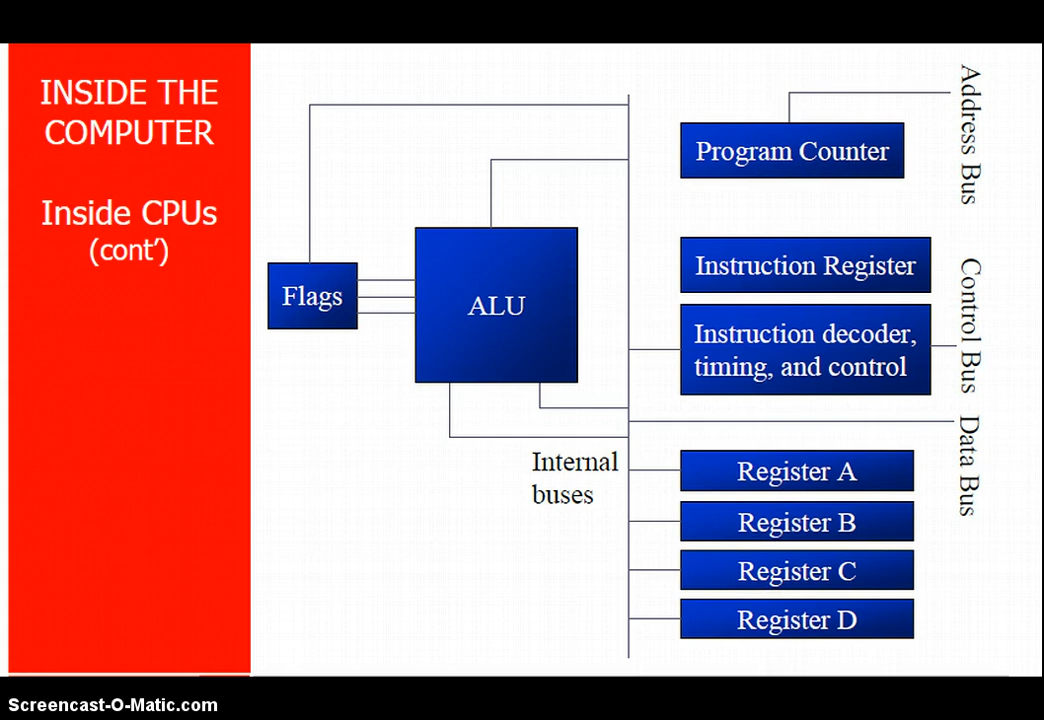 INSIDE THE
COMPUTER
Inside CPUs
(cont’)
Flags
ALU
Internal
buses
Program Counter
Instruction Register
Instruction decoder,
timing, and control
Register A
Register B
Register C
Register D
Address Bus
Control Bus
Data Bus
Screencast-O-Matic.com